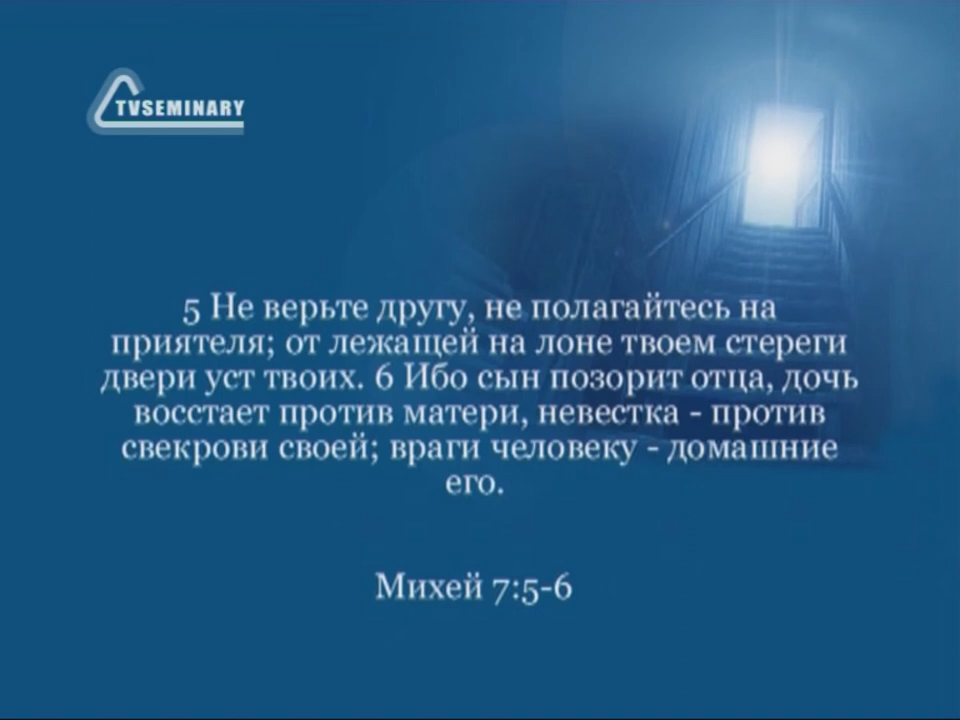 TVSEMINARY
5 Не верьте другу, не полагайтесь на
приятеля; от лежащей на лоне твоем стереги
двери уст твоих. 6 Ибо сын позорит отца, дочь
восстает против матери, невестка - против
свекрови своей; враги человеку - домашние
его.
Михей 7:5-6